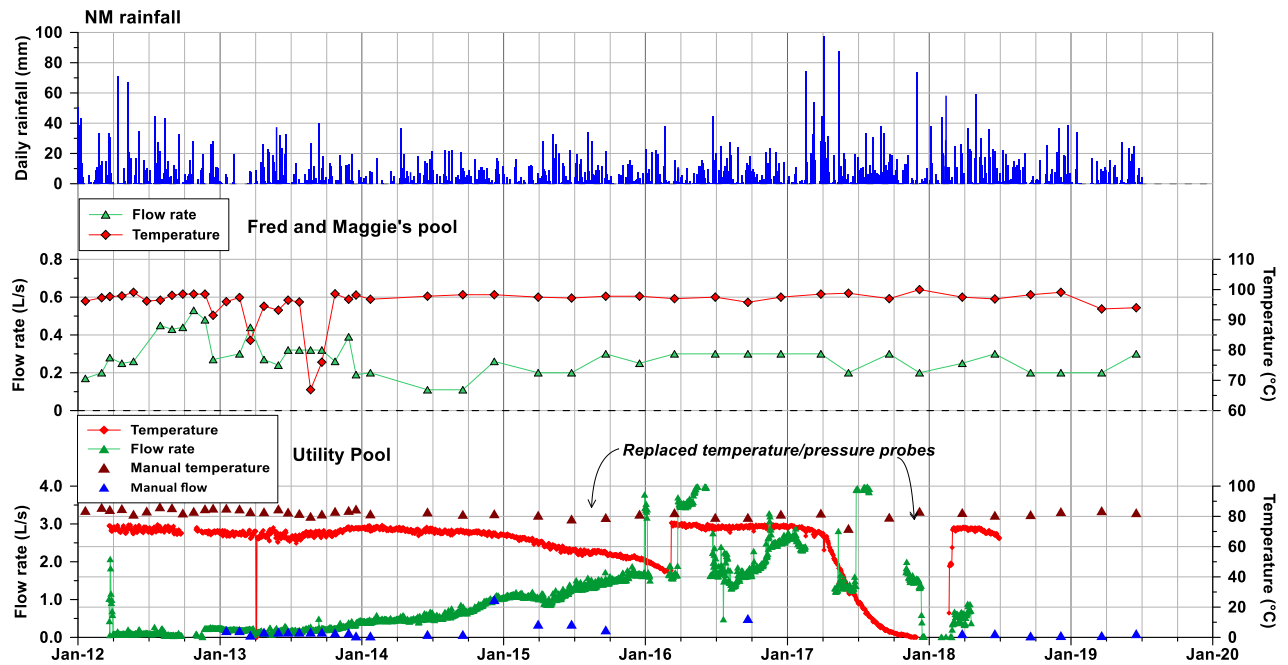 NM rainfall
Daily rainfall (mm)
100
80
60
40
20
0
Flow rate
Temperature
Fred and Maggie's pool
Flow rate (L/s)
0.8
0.6
0.4
0.2
0
Temperature (°C)
110
100
90
80
70
60
Temperature
Flow rate
Manual temperature
Manual flow
Utility Pool
Replaced temperature/pressure probes
Flow rate (L/s)
4.0
3.0
2.0
1.0
0.0
Temperature (°C)
100
80
60
40
20
0
Jan-12 Jan-13 Jan-14 Jan-15 Jan-16 Jan-17 Jan-18 Jan-19 Jan-20